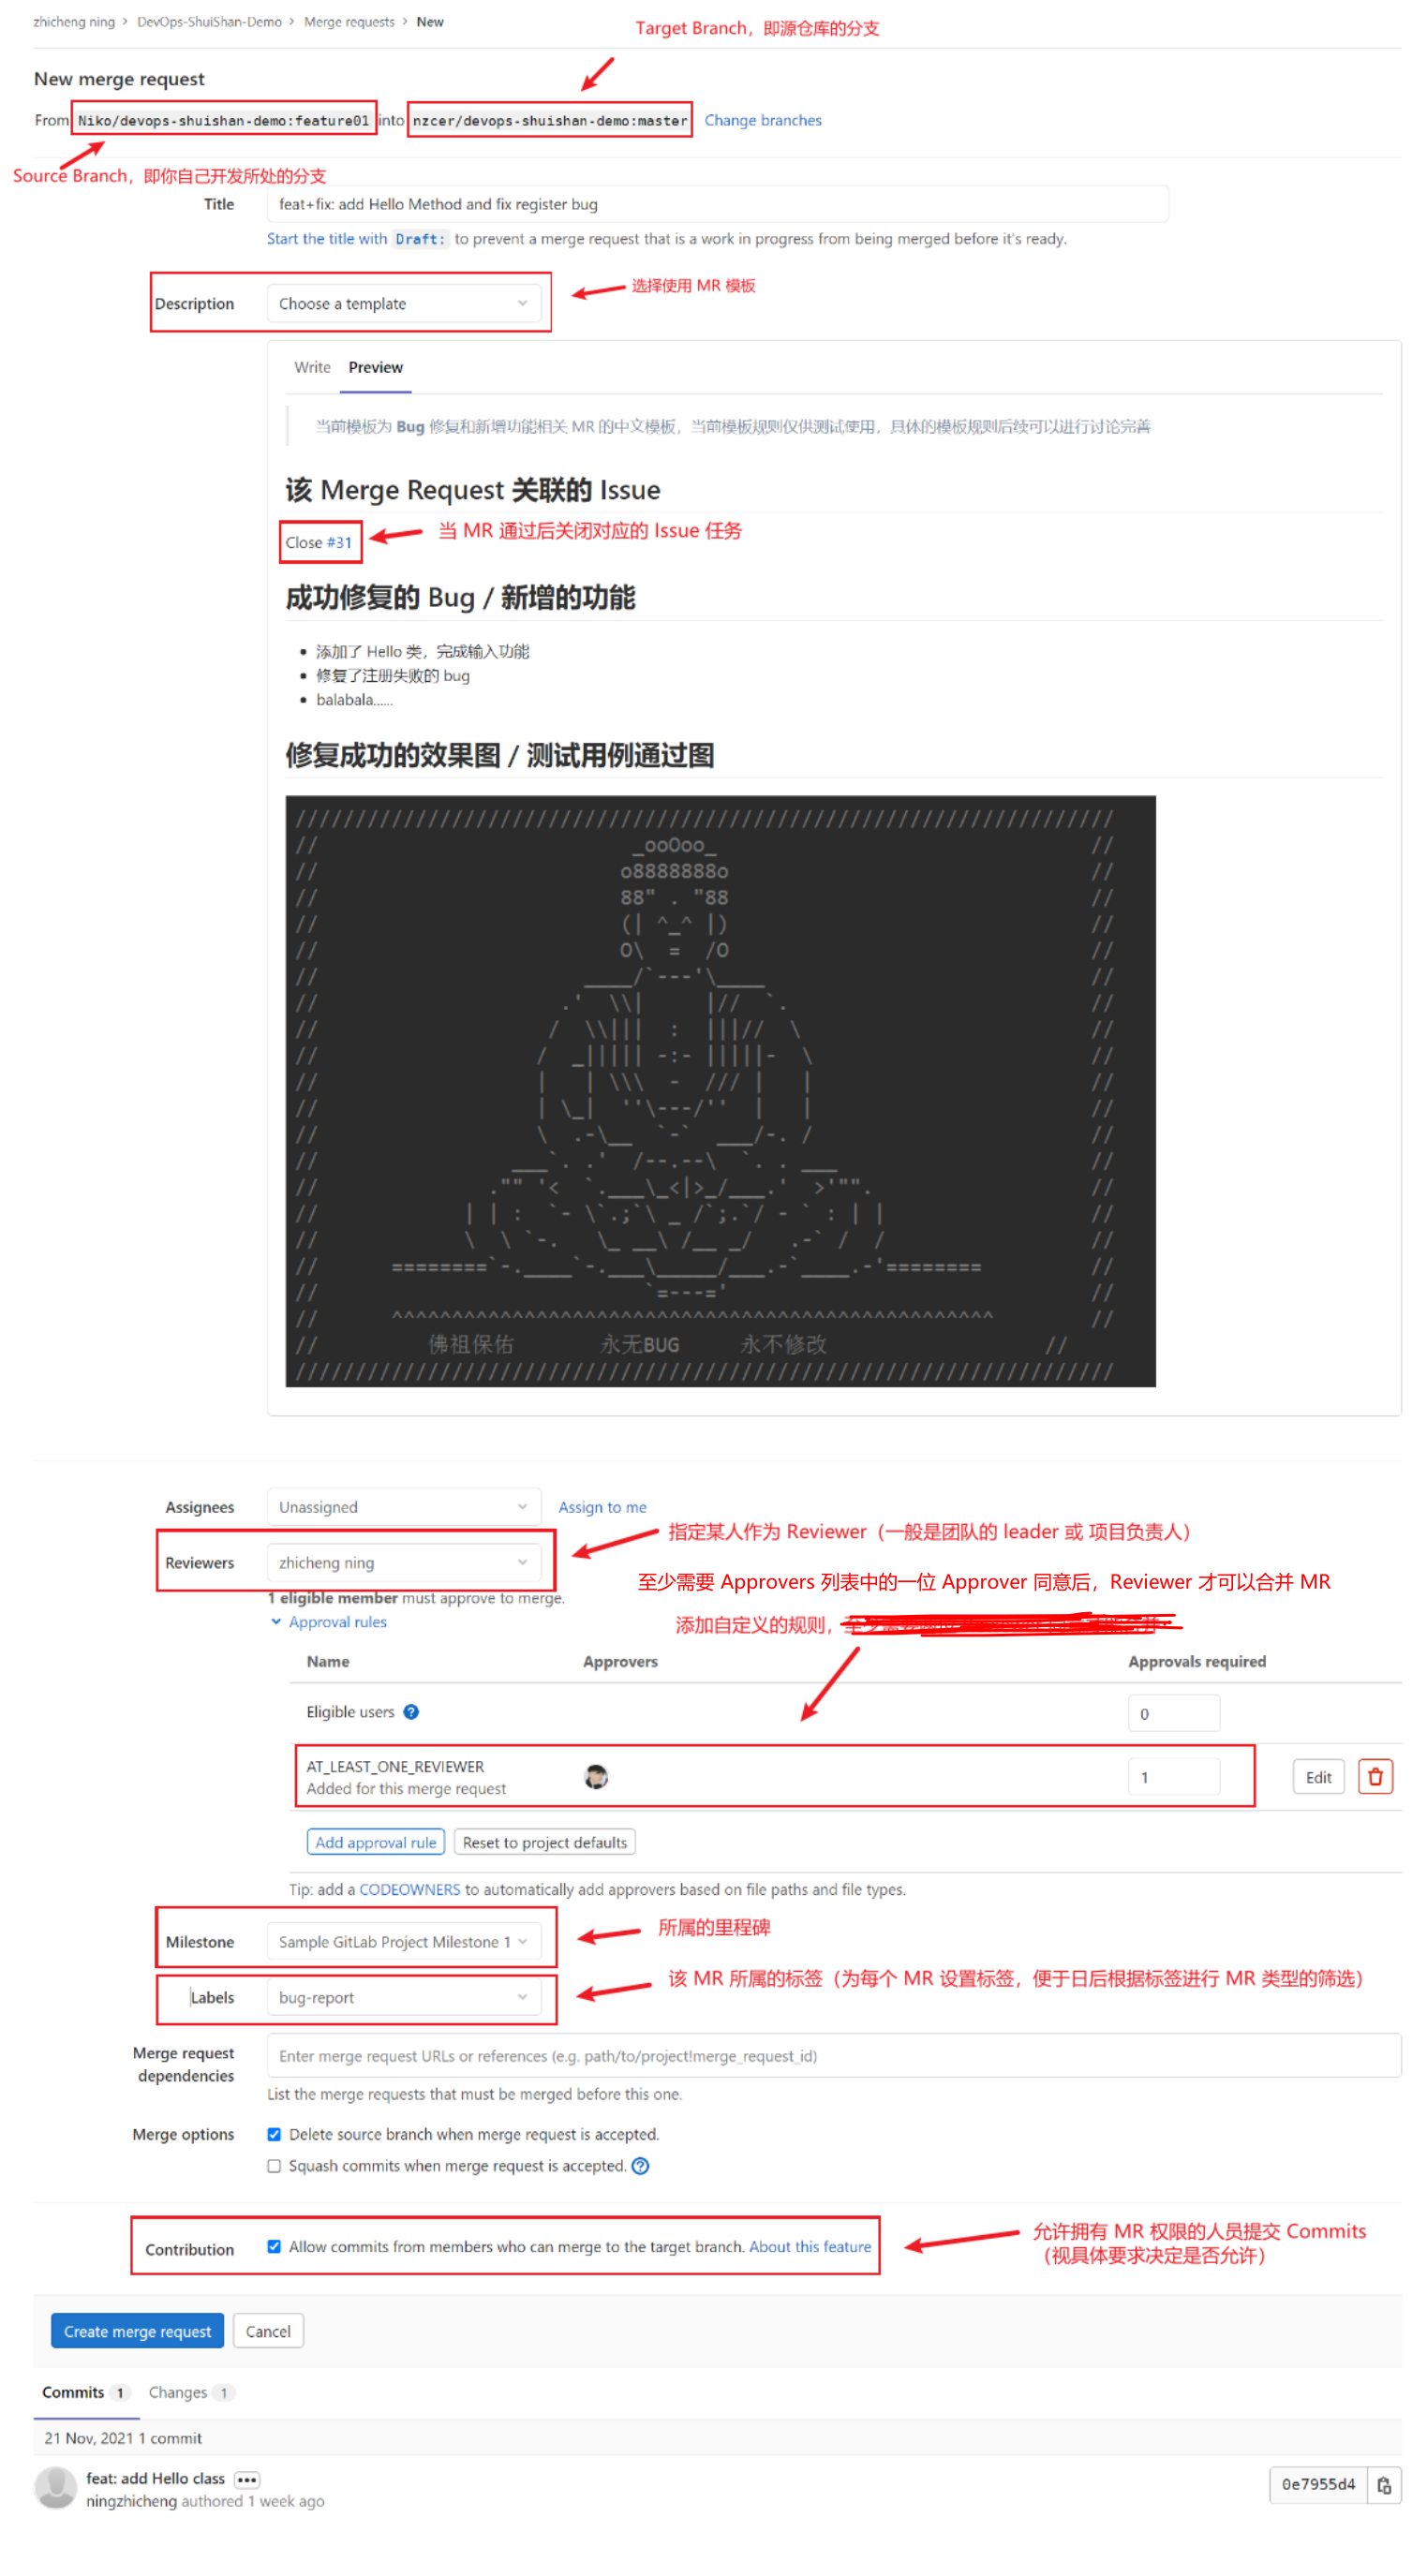 zhicheng ning > DevOps-ShuiShan-Demo > Merge requests > New
Target Branch，即源仓库的分支
New merge request
From Niko/devops-shuishan-demo:feature01 into nzcer/devops-shuishan-demo:master Change branches
Source Branch，即你自己开发所处的分支
Title feat+fix: add Hello Method and fix register bug
Start the title with Draft: to prevent a merge request that is a work in progress from being merged before it's ready.
选择使用 MR 模板
Description Choose a template
Write Preview
当前模板为 Bug 修复和新增功能相关 MR 的中文模板，当前模板规则仅供测试使用，具体的模板规则后续可以进行讨论完善
该 Merge Request 关联的 Issue
当 MR 通过后关闭对应的 Issue 任务
Close #31
成功修复的 Bug / 新增的功能
• 添加了 Hello 类，完成输入功能
• 修复了注册失败的 bug
• balabala......
修复成功的效果图 / 测试用例通过图
////////////////////////////////////////////////////////////////////
// _ooOoo_ //
// o8888888o //
// 88" . "88 //
// (| ^_^ |) //
// O\ = /O //
// ____/`---'\____ //
// .' \\| |// `. //
// / \\||| : |||// \ //
// / _||||| -:- |||||- \ //
// | | \\\ - /// | | //
// | \_| ''\---/'' | | //
// \ .-\__ `-` ___/-. / //
// ___`. .' /--.--\ `. . ___ //
// ."" '< `.___\_<|>_/___.' >'"". //
// | | : `- \`.;`\ _ /`;.`/ - ` : | | //
// \ \ `-. \_ __\ /__ _/ .-` / / //
// ========`-.____`-.___\_____/___.-`____.-'======== //
// `=---=' //
// ^^^^^^^^^^^^^^^^^^^^^^^^^^^^^^^^^^^^^^^^^^^^^^^^^^ //
// 佛祖保佑 永无BUG 永不修改 //
////////////////////////////////////////////////////////////////////
Assignees Unassigned Assign to me
指定某人作为 Reviewer（一般是团队的 leader 或 项目负责人）
Reviewers zhicheng ning
至少需要 Approvers 列表中的一位 Approver 同意后，Reviewer 才可以合并 MR
1 eligible member must approve to merge.
Approval rules
添加自定义的规则，
Name Approvers Approvals required
Eligible users 0
AT_LEAST_ONE_REVIEWER 1 Edit
Added for this merge request
Add approval rule Reset to project defaults
Tip: add a CODEOWNERS to automatically add approvers based on file paths and file types.
所属的里程碑
Milestone Sample GitLab Project Milestone 1
该 MR 所属的标签（为每个 MR 设置标签，便于日后根据标签进行 MR 类型的筛选）
Labels bug-report
Merge request dependencies Enter merge request URLs or references (e.g. path/to/project!merge_request_id)
List the merge requests that must be merged before this one.
Merge options Delete source branch when merge request is accepted.
Squash commits when merge request is accepted.
允许拥有 MR 权限的人员提交 Commits
（视具体要求决定是否允许）
Contribution Allow commits from members who can merge to the target branch. About this feature
Create merge request Cancel
Commits 1 Changes 1
21 Nov, 2021 1 commit
feat: add Hello class
ningzhicheng authored 1 week ago
0e7955d4